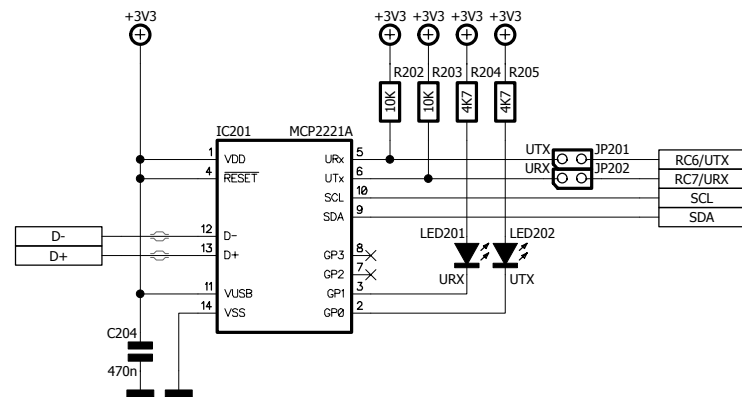 +3V3
+3V3 +3V3 +3V3 +3V3
R202 R203 R204 R205
10K 10K 4K7 4K7
IC201 MCP2221A
1 VDD URx 5 UTX JP201 RC6/UTX
4 RESET UTx 6 URX JP202 RC7/URX
SCL 10 SCL
SDA 9 SDA
D- 12 D-
D+ 13 D+
LED201 LED202
GP3 8
GP2 7
URX UTX
11 VUSB GP1 3
14 VSS GP0 2
C204
470n